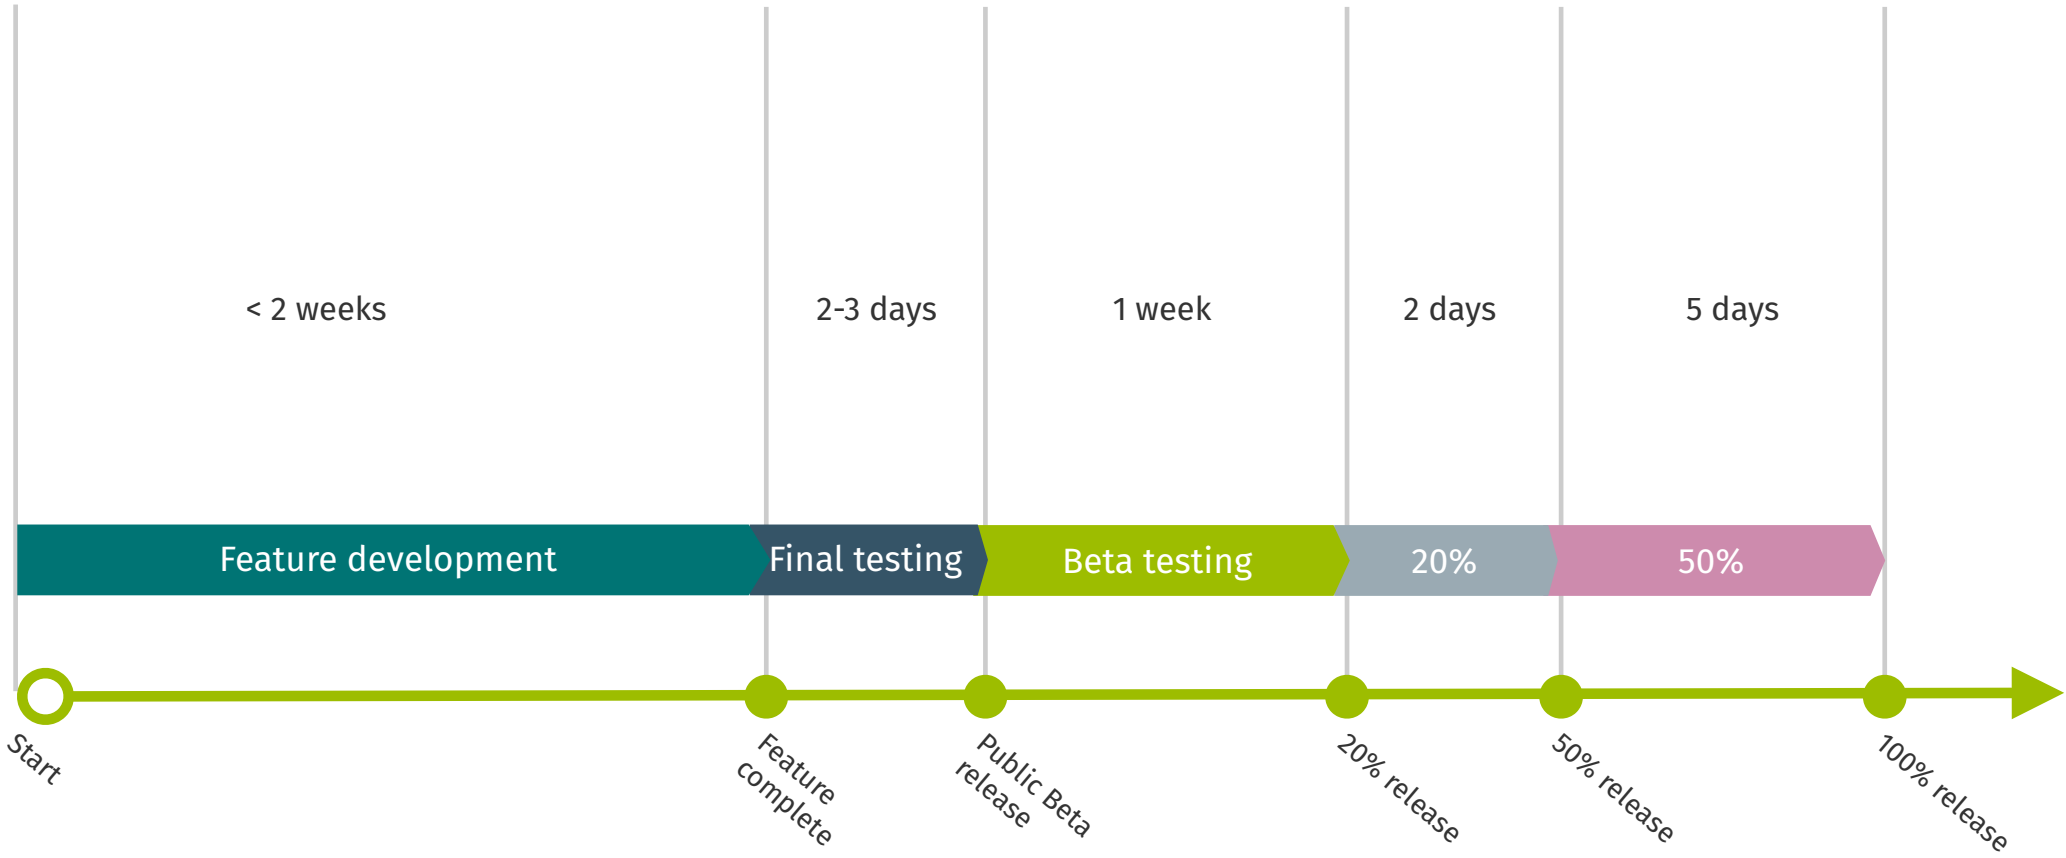 < 2 weeks
2-3 days
1 week
2 days
5 days
Feature development
Final testing
Beta testing
20%
50%
Start
Feature
complete
Public Beta
release
20% release
50% release
100% release